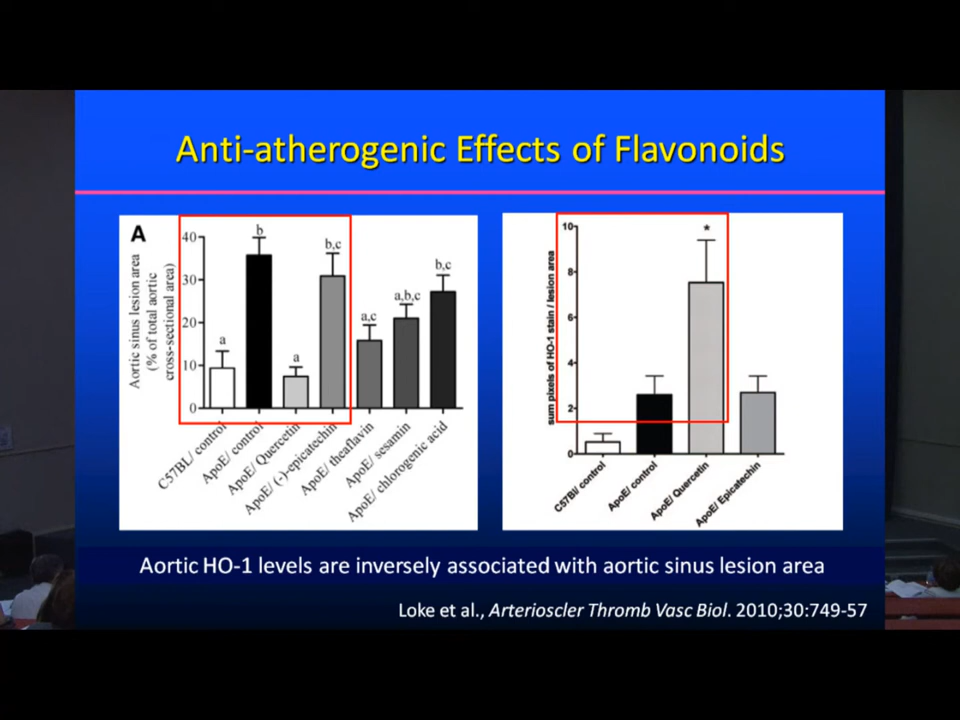 Anti-atherogenic Effects of Flavonoids
A
Aortic sinus lesion area
(% of total aortic
cross-sectional area)
40
30
20
10
0
a
b
a
b,c
a,c
a,b,c
b,c
C57BL/ control
ApoE/ control
ApoE/ Quercetin
ApoE/ (-)-epicatechin
ApoE/ theaflavin
ApoE/ sesamin
ApoE/ chlorogenic acid
sum pixels of HO-1 stain / lesion area
10
8
6
4
2
0
*
C57Bl/ control
ApoE/ control
ApoE/ Quercetin
ApoE/ Epicatechin
Aortic HO-1 levels are inversely associated with aortic sinus lesion area
Loke et al., Arterioscler Thromb Vasc Biol. 2010;30:749-57